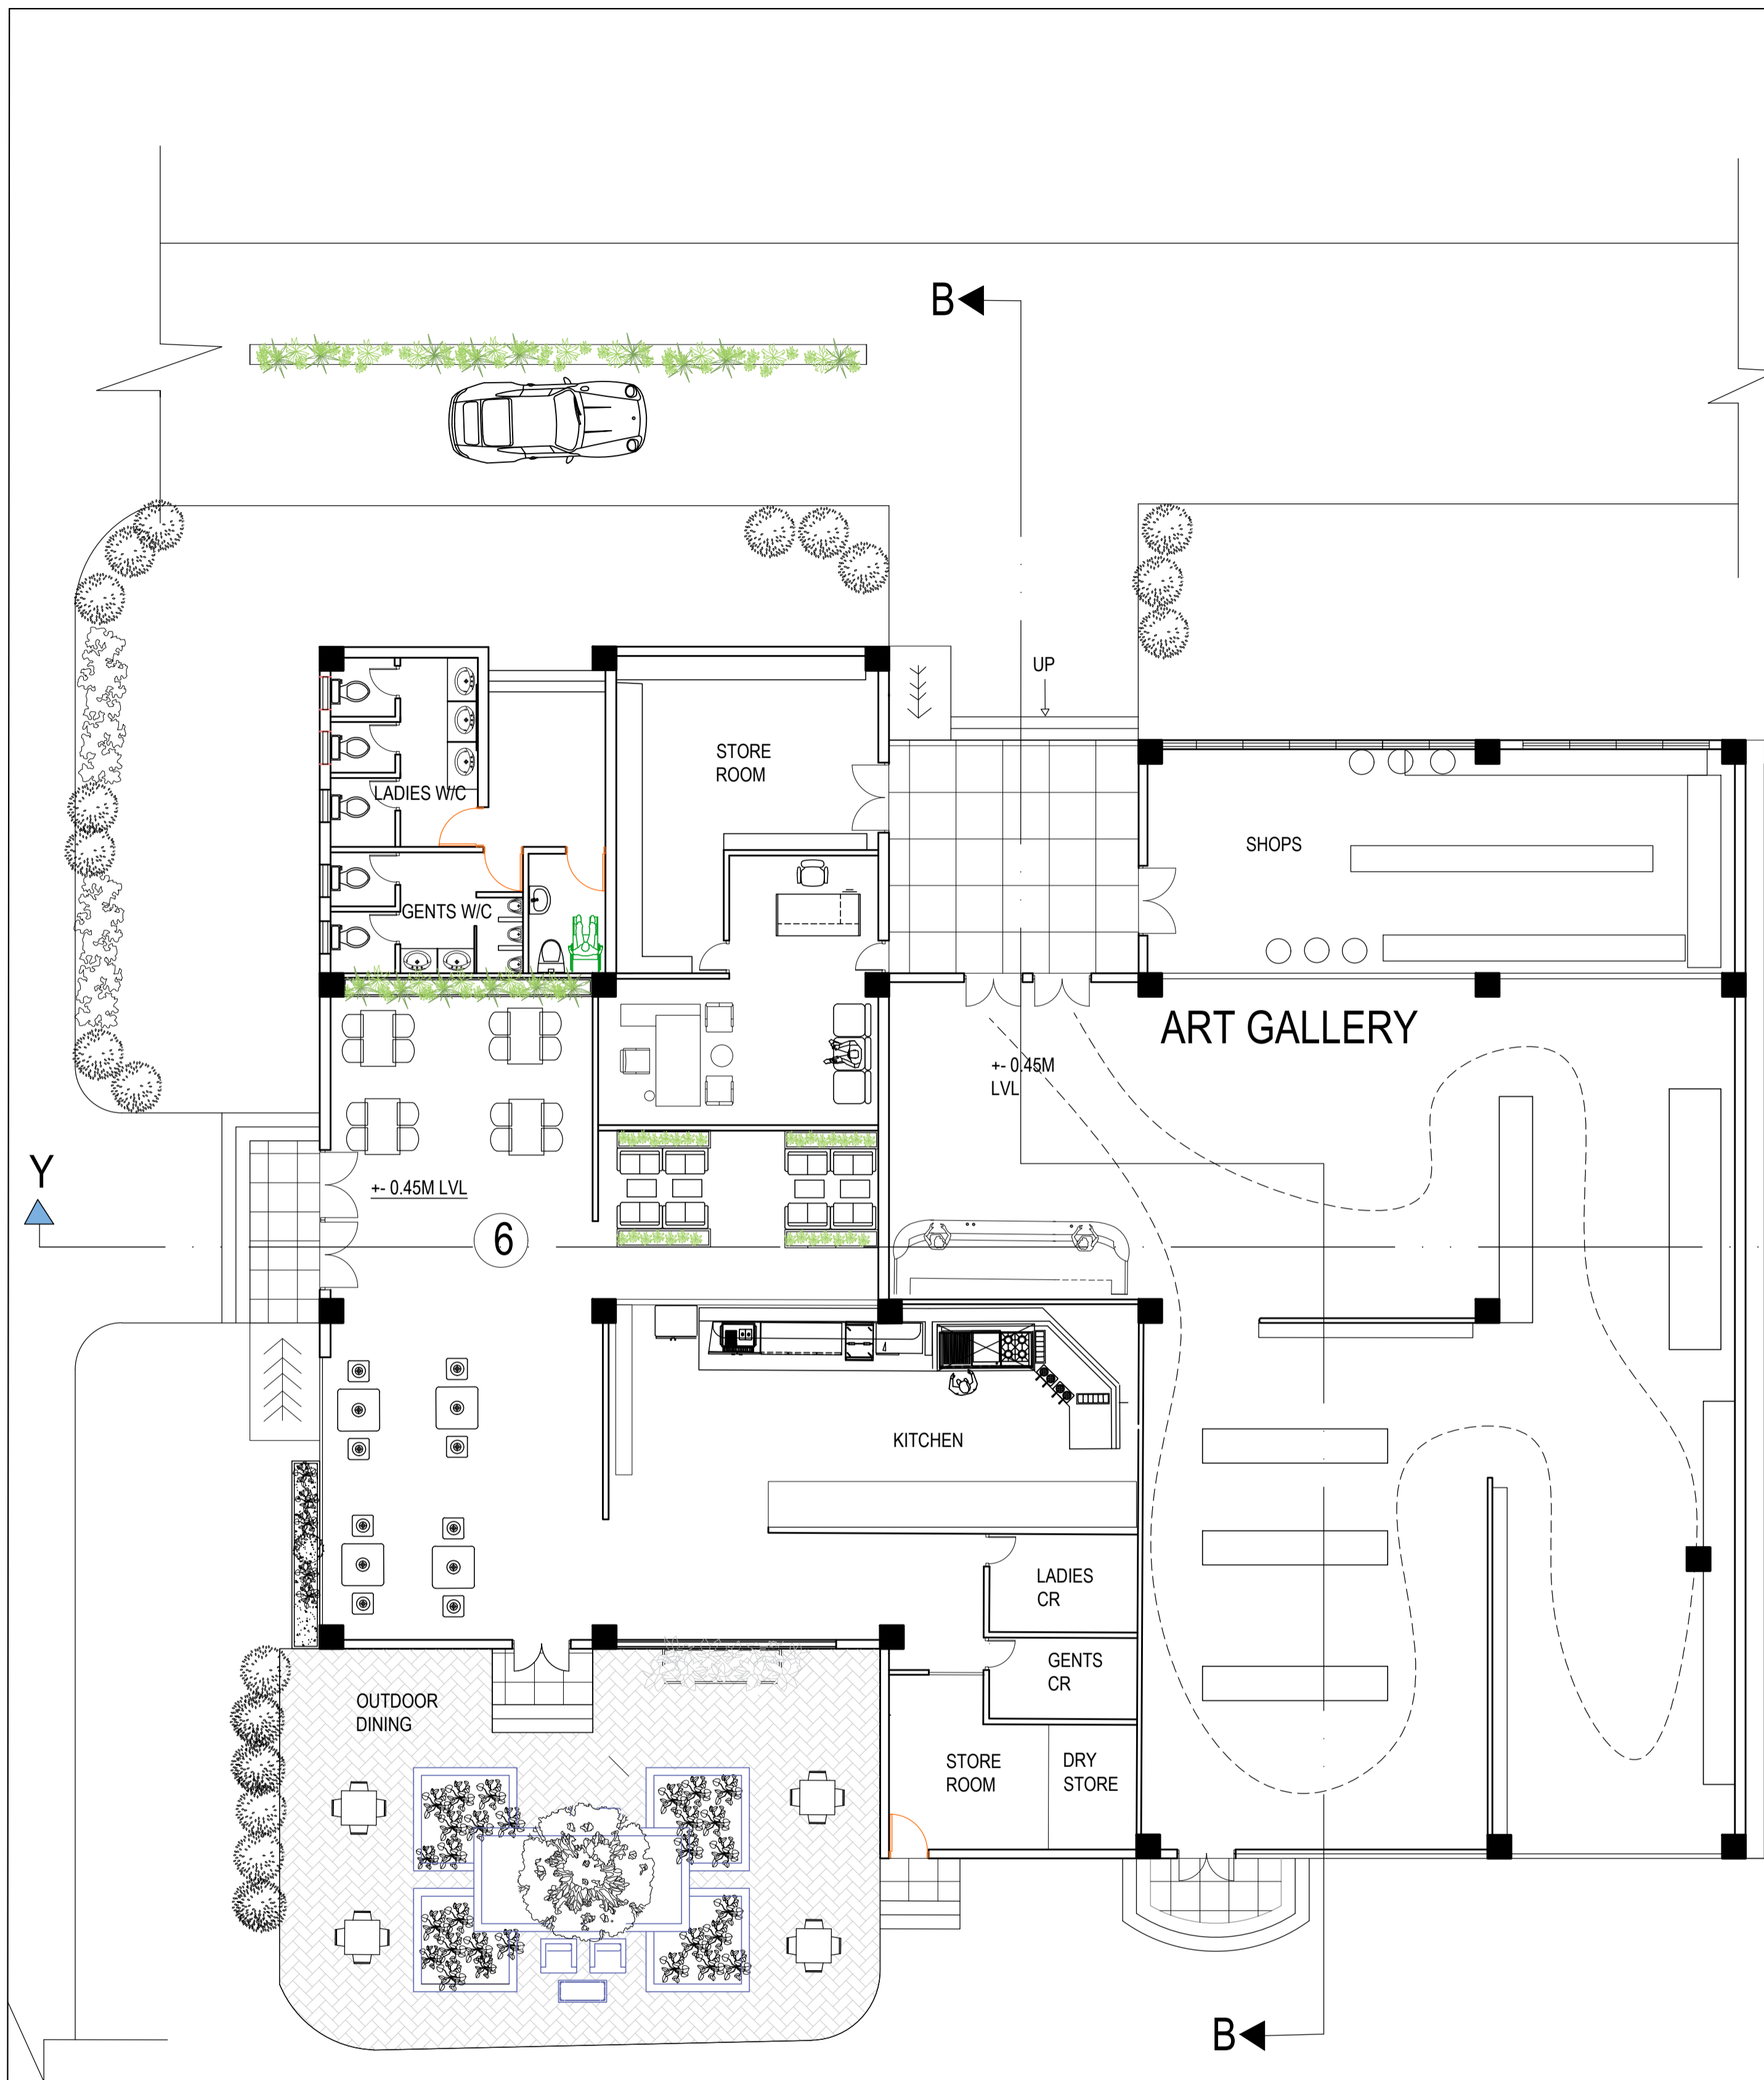 B
UP
STORE
ROOM
LADIES W/C
SHOPS
GENTS W/C
ART GALLERY
+- 0.45M
LVL
Y
+- 0.45M LVL
6
KITCHEN
LADIES
CR
GENTS
CR
OUTDOOR
DINING
STORE
ROOM
DRY
STORE
B